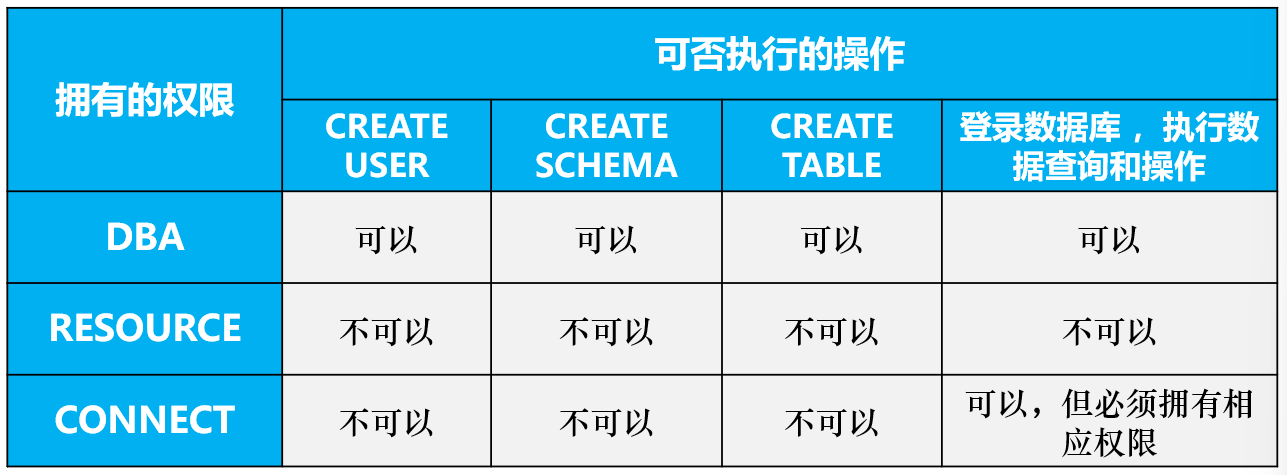 拥有的权限
可否执行的操作
CREATE
USER
CREATE
SCHEMA
CREATE
TABLE
登录数据库 ，执行数
据查询和操作
DBA
可以
可以
可以
可以
RESOURCE
不可以
不可以
不可以
不可以
CONNECT
不可以
不可以
不可以
可以，但必须拥有相
应权限